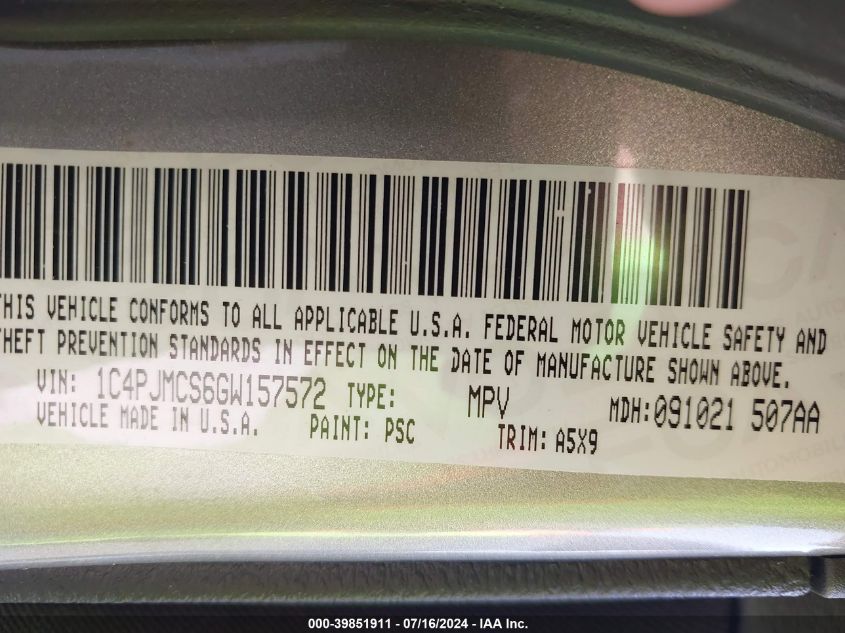 THIS VEHICLE CONFORMS TO ALL APPLICABLE U.S.A. FEDERAL MOTOR VEHICLE SAFETY AND
THEFT PREVENTION STANDARDS IN EFFECT ON THE DATE OF MANUFACTURE SHOWN ABOVE.
VIN: 1C4PJMCS6GW157572 TYPE: MPV MDH:091021 507AA
VEHICLE MADE IN U.S.A. PAINT: PSC TRIM: A5X9
000-39851911 - 07/16/2024 - IAA Inc.